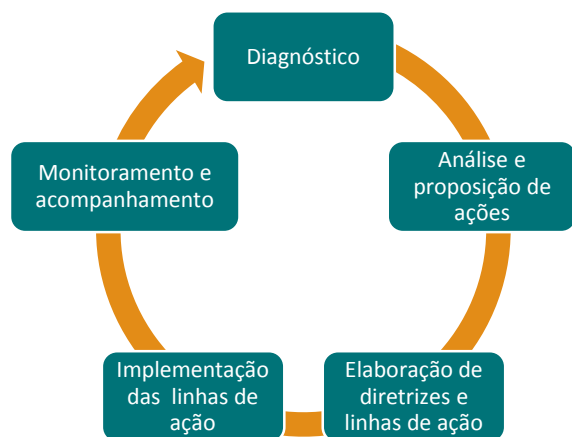 Diagnóstico
Análise e
proposição de
ações
Elaboração de
diretrizes e
linhas de ação
Implementação
das linhas de
ação
Monitoramento e
acompanhamento